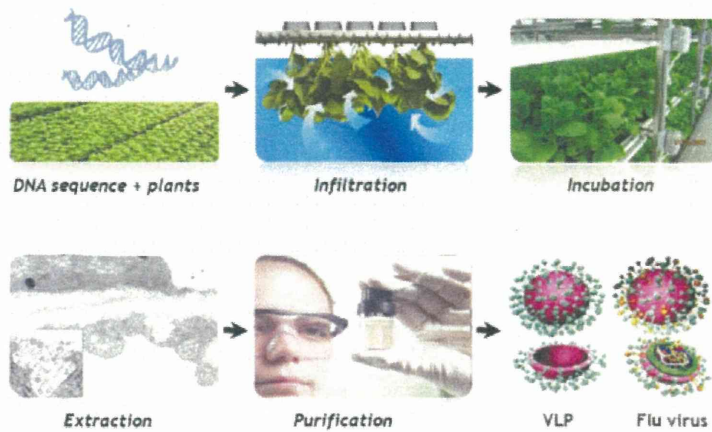 DNA sequence + plants
Infiltration
Incubation
Extraction
Purification
VLP
Flu virus